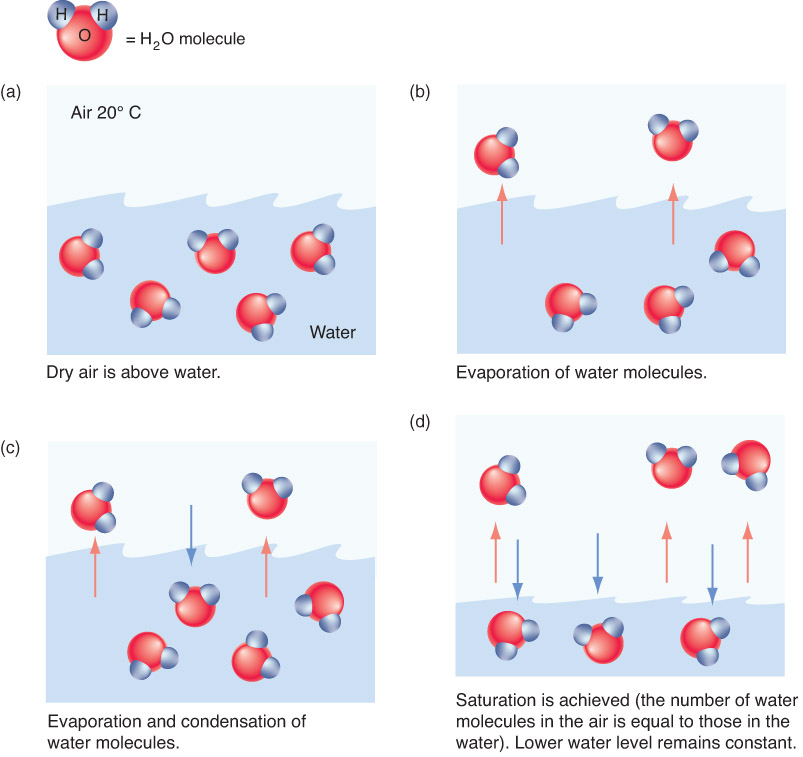 H H
O
= H₂O molecule
(a)
Air 20° C
Water
Dry air is above water.
(b)
Evaporation of water molecules.
(c)
Evaporation and condensation of
water molecules.
(d)
Saturation is achieved (the number of water
molecules in the air is equal to those in the
water). Lower water level remains constant.